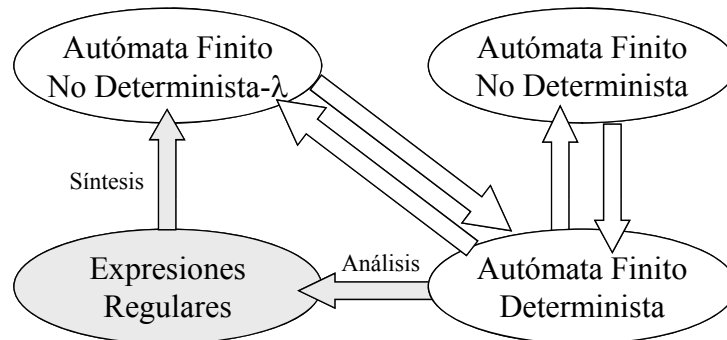 Autómata Finito
No Determinista-λ
Autómata Finito
No Determinista
Síntesis
Expresiones
Regulares
Análisis
Autómata Finito
Determinista